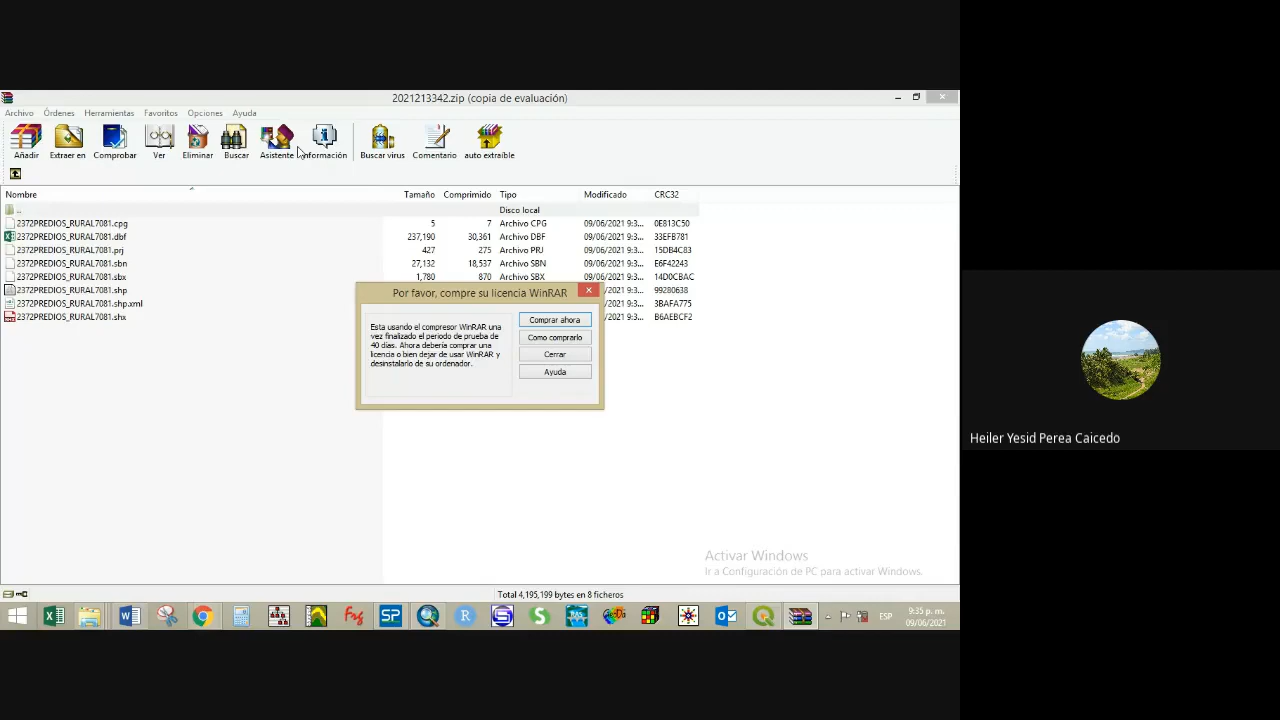 2021213342.zip (copia de evaluación)
Archivo Órdenes Herramientas Favoritos Opciones Ayuda
Añadir Extraer en Comprobar Ver Eliminar Buscar Asistente Información Buscar virus Comentario auto extraíble
Nombre Tamaño Comprimido Tipo Modificado CRC32
.. Disco local
2372PREDIOS_RURAL7081.cpg 5 7 Archivo CPG 09/06/2021 9:3... 0E813C50
2372PREDIOS_RURAL7081.dbf 237,190 30,361 Archivo DBF 09/06/2021 9:3... 33EFB781
2372PREDIOS_RURAL7081.prj 427 275 Archivo PRJ 09/06/2021 9:3... 15DB4C83
2372PREDIOS_RURAL7081.sbn 27,132 18,537 Archivo SBN 09/06/2021 9:3... E6F42243
2372PREDIOS_RURAL7081.sbx 1,780 870 Archivo SBX 09/06/2021 9:3... 14D0CBAC
2372PREDIOS_RURAL7081.shp 99280638
2372PREDIOS_RURAL7081.shp.xml 3BAFA775
2372PREDIOS_RURAL7081.shx B6AEBCF2
Por favor, compre su licencia WinRAR
Esta usando el compresor WinRAR una
vez finalizado el periodo de prueba de
40 días. Ahora debería comprar una
licencia o bien dejar de usar WinRAR y
desinstalarlo de su ordenador.
Comprar ahora
Como comprarlo
Cerrar
Ayuda
Heiler Yesid Perea Caicedo
Activar Windows
Ir a Configuración de PC para activar Windows.
Total 4,195,199 bytes en 8 ficheros
ESP
9:35 p. m.
09/06/2021